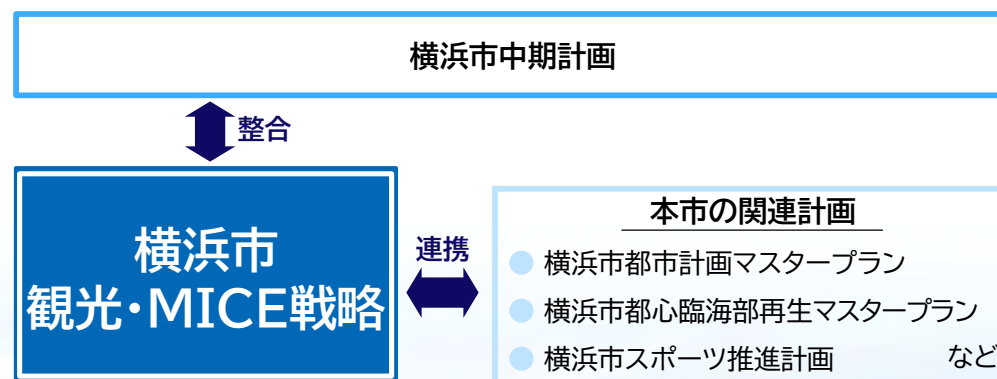 横浜市中期計画
整合
横浜市
観光・MICE戦略
連携
本市の関連計画
横浜市都市計画マスタープラン
横浜市都心臨海部再生マスタープラン
横浜市スポーツ推進計画 など